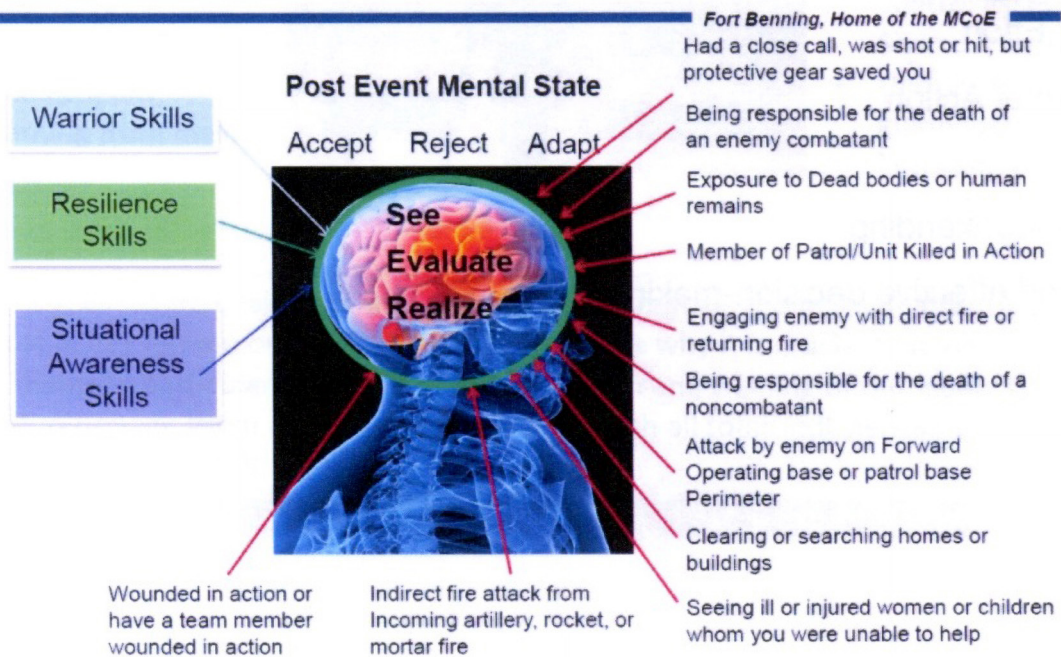 Fort Benning, Home of the MCoE
Post Event Mental State
Accept Reject Adapt
Warrior Skills
Resilience
Skills
Situational
Awareness
Skills
See
Evaluate
Realize
Had a close call, was shot or hit, but
protective gear saved you
Being responsible for the death of
an enemy combatant
Exposure to Dead bodies or human
remains
Member of Patrol/Unit Killed in Action
Engaging enemy with direct fire or
returning fire
Being responsible for the death of a
noncombatant
Attack by enemy on Forward
Operating base or patrol base
Perimeter
Clearing or searching homes or
buildings
Seeing ill or injured women or children
whom you were unable to help
Wounded in action or
have a team member
wounded in action
Indirect fire attack from
Incoming artillery, rocket, or
mortar fire